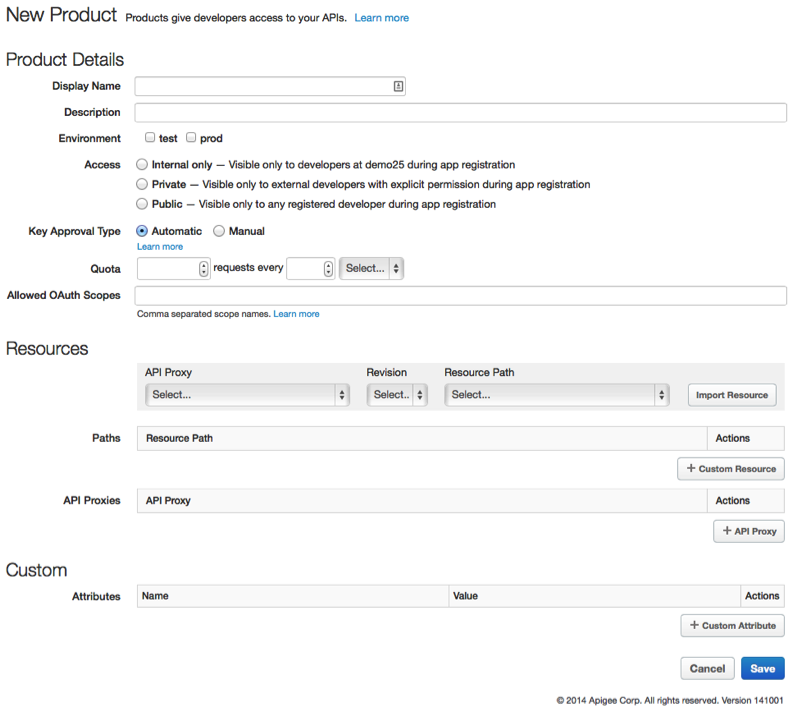 New Product Products give developers access to your APIs. Learn more
Product Details
Display Name
Description
Environment test prod
Access Internal only — Visible only to developers at demo25 during app registration
Private — Visible only to external developers with explicit permission during app registration
Public — Visible only to any registered developer during app registration
Key Approval Type Automatic Manual
Learn more
Quota requests every Select...
Allowed OAuth Scopes
Comma separated scope names. Learn more
Resources
API Proxy Revision Resource Path
Select... Select.. Select... Import Resource
Paths Resource Path Actions
+ Custom Resource
API Proxies API Proxy Actions
+ API Proxy
Custom
Attributes Name Value Actions
+ Custom Attribute
Cancel Save
© 2014 Apigee Corp. All rights reserved. Version 141001